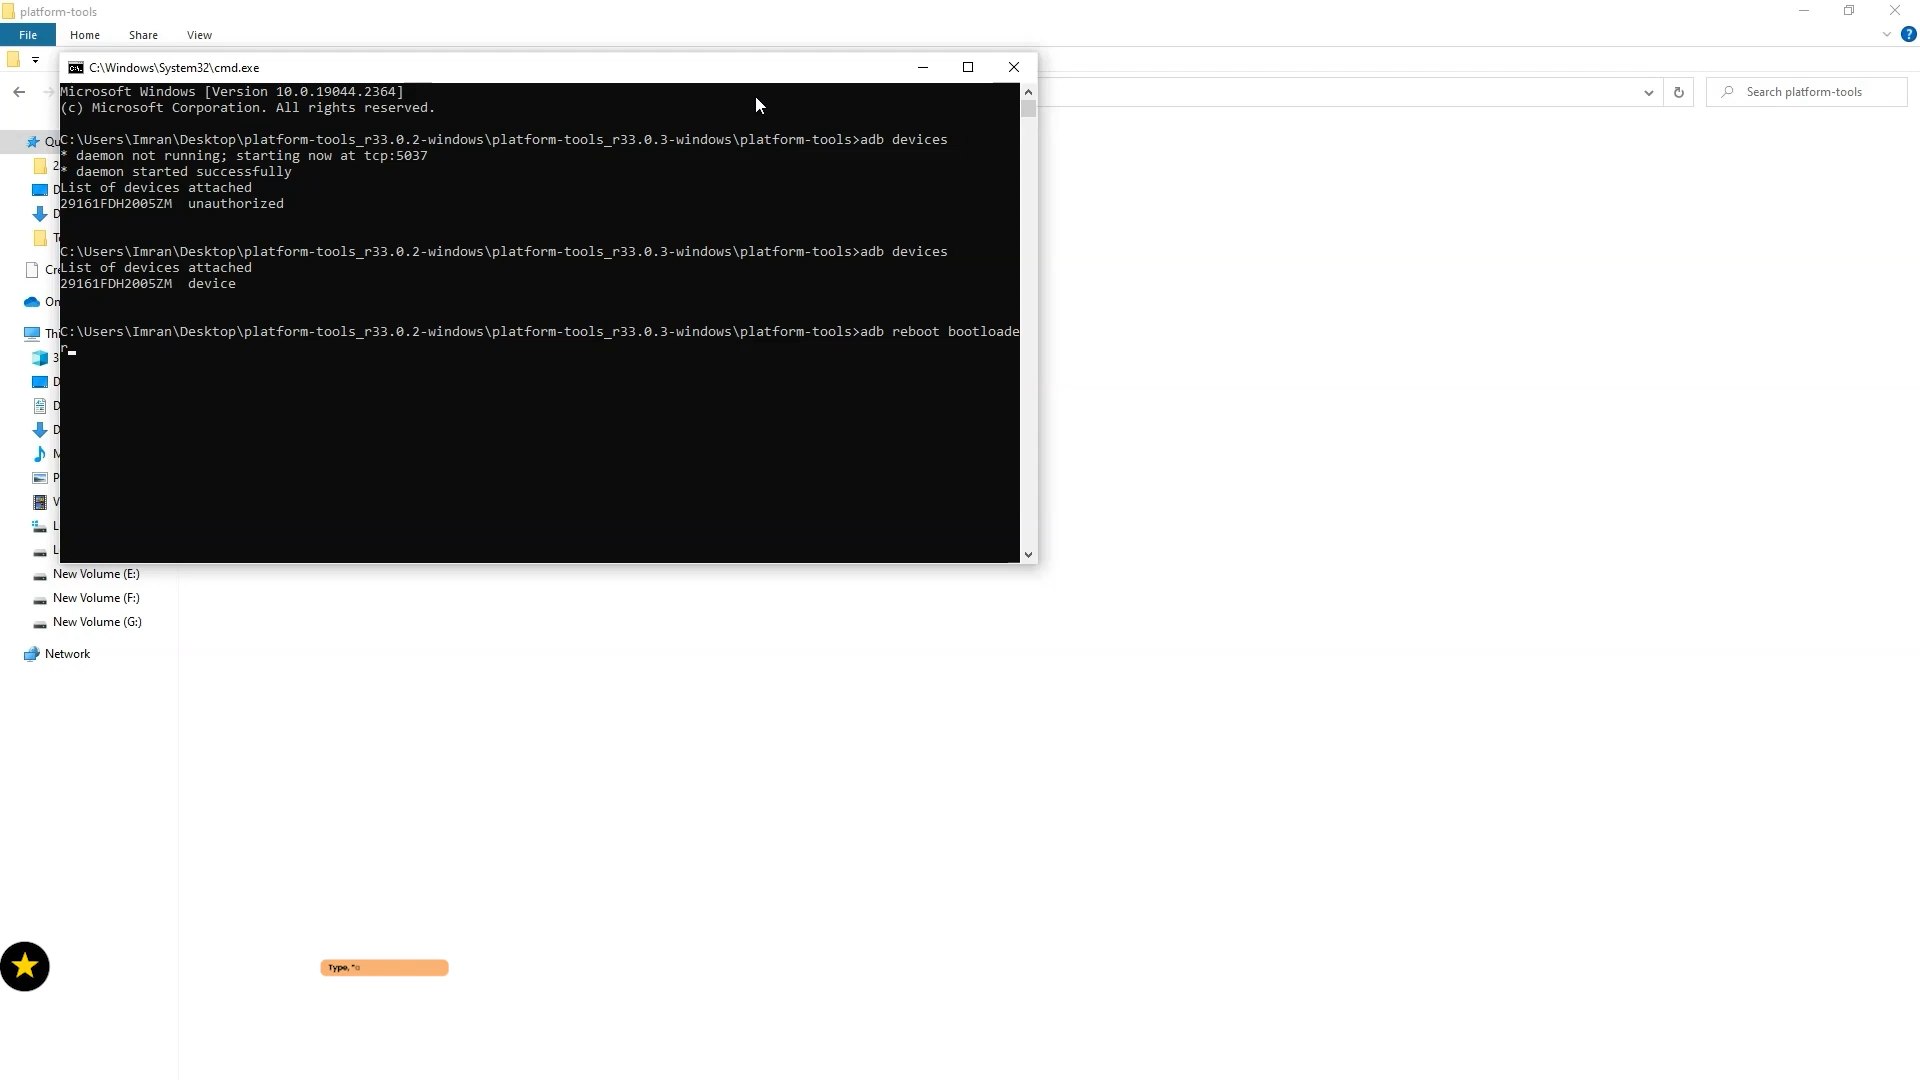 platform-tools
File Home Share View
C:\Windows\System32\cmd.exe
Search platform-tools
Microsoft Windows [Version 10.0.19044.2364]
(c) Microsoft Corporation. All rights reserved.
C:\Users\Imran\Desktop\platform-tools_r33.0.2-windows\platform-tools_r33.0.3-windows\platform-tools>adb devices
* daemon not running; starting now at tcp:5037
* daemon started successfully
List of devices attached
29161FDH2005ZM unauthorized
C:\Users\Imran\Desktop\platform-tools_r33.0.2-windows\platform-tools_r33.0.3-windows\platform-tools>adb devices
List of devices attached
29161FDH2005ZM device
C:\Users\Imran\Desktop\platform-tools_r33.0.2-windows\platform-tools_r33.0.3-windows\platform-tools>adb reboot bootloade
r
New Volume (E:)
New Volume (F:)
New Volume (G:)
Network
Type, "a